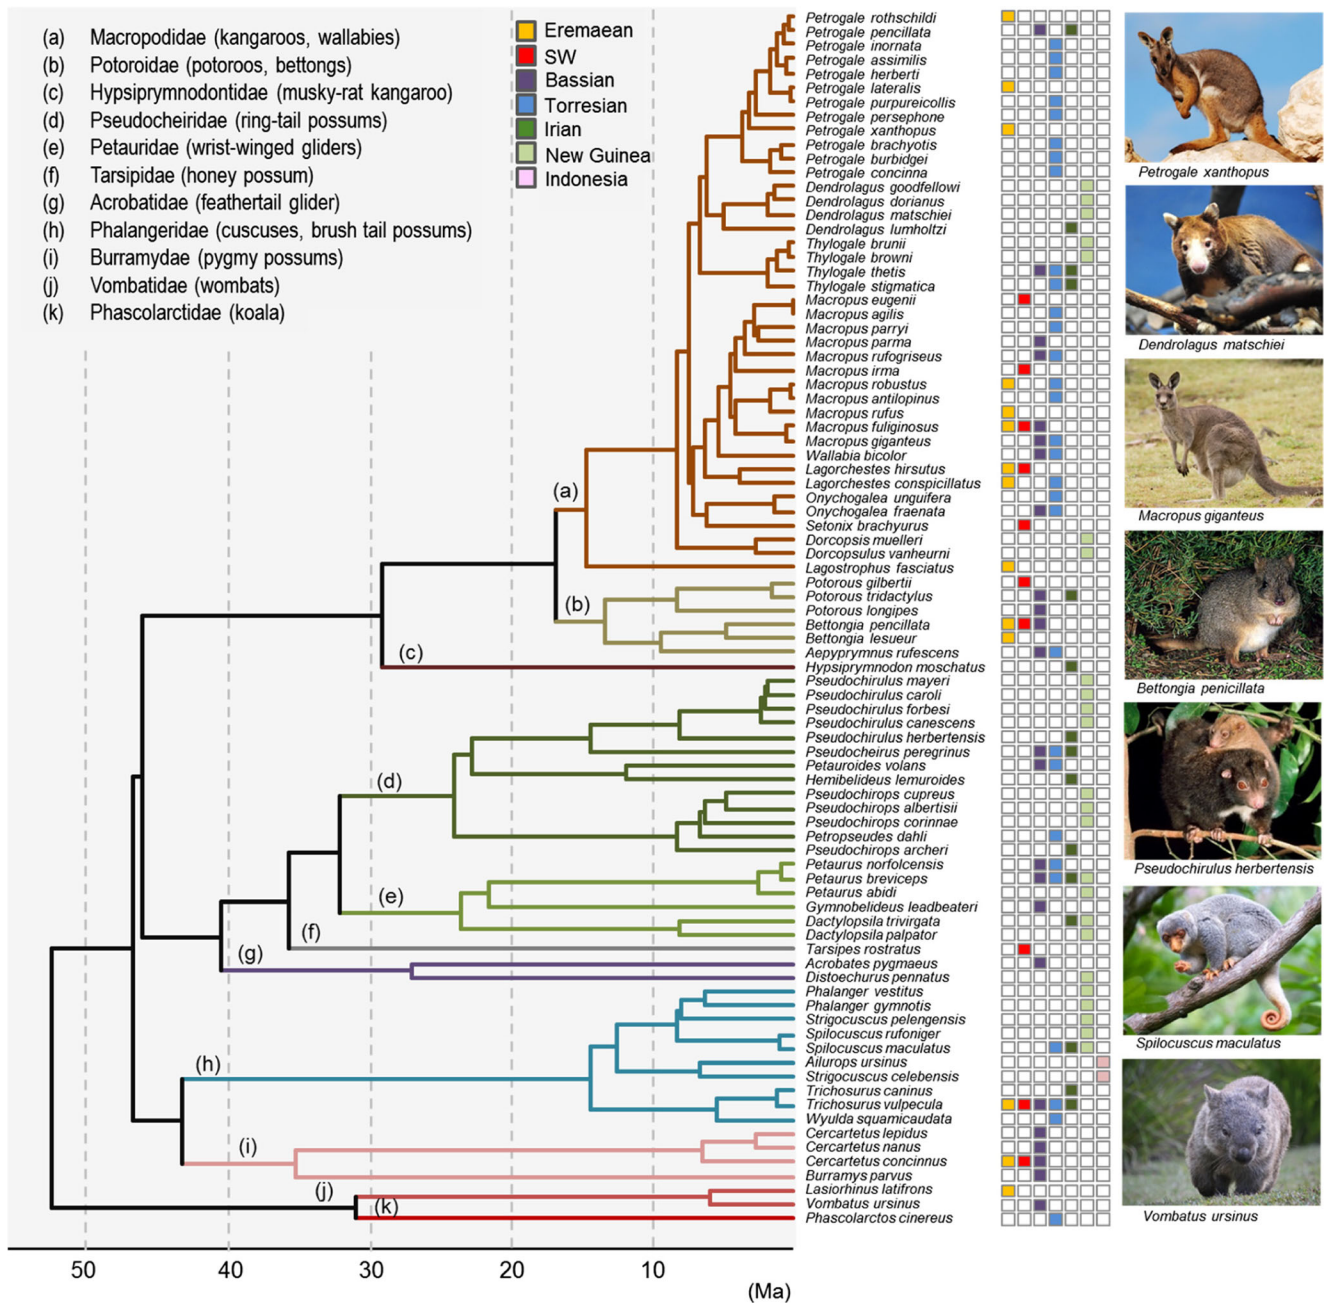 (a) Macropodidae (kangaroos, wallabies)
(b) Potoroidae (potoroos, bettongs)
(c) Hypsiprymnodontidae (musky-rat kangaroo)
(d) Pseudocheiridae (ring-tail possums)
(e) Petauridae (wrist-winged gliders)
(f) Tarsipidae (honey possum)
(g) Acrobatidae (feathertail glider)
(h) Phalangeridae (cuscuses, brush tail possums)
(i) Burramydae (pygmy possums)
(j) Vombatidae (wombats)
(k) Phascolarctidae (koala)
Eremaean
SW
Bassian
Torresian
Irian
New Guinea
Indonesia
(a)
(b)
(c)
(d)
(e)
(f)
(g)
(h)
(i)
(j)
(k)
Petrogale rothschildi
Petrogale pencillata
Petrogale inornata
Petrogale assimilis
Petrogale herberti
Petrogale lateralis
Petrogale purpureicollis
Petrogale persephone
Petrogale xanthopus
Petrogale brachyotis
Petrogale burbidgei
Petrogale concinna
Dendrolagus goodfellowi
Dendrolagus dorianus
Dendrolagus matschiei
Dendrolagus lumholtzi
Thylogale brunii
Thylogale browni
Thylogale thetis
Thylogale stigmatica
Macropus eugenii
Macropus agilis
Macropus parryi
Macropus parma
Macropus rufogriseus
Macropus irma
Macropus robustus
Macropus antilopinus
Macropus rufus
Macropus fuliginosus
Macropus giganteus
Wallabia bicolor
Lagorchestes hirsutus
Lagorchestes conspicillatus
Onychogalea unguifera
Onychogalea fraenata
Setonix brachyurus
Dorcopsis muelleri
Dorcopsulus vanheurni
Lagostrophus fasciatus
Potorous gilbertii
Potorous tridactylus
Potorous longipes
Bettongia pencillata
Bettongia lesueur
Aepyprymnus rufescens
Hypsiprymnodon moschatus
Pseudochirulus mayeri
Pseudochirulus caroli
Pseudochirulus forbesi
Pseudochirulus canescens
Pseudochirulus herbertensis
Pseudocheirus peregrinus
Petauroides volans
Hemibelideus lemuroides
Pseudochirops cupreus
Pseudochirops albertisii
Pseudochirops corinnae
Petropseudes dahli
Pseudochirops archeri
Petaurus norfolcensis
Petaurus breviceps
Petaurus abidi
Gymnobelideus leadbeateri
Dactylopsila trivirgata
Dactylopsila palpator
Tarsipes rostratus
Acrobates pygmaeus
Distoechurus pennatus
Phalanger vestitus
Phalanger gymnotis
Strigocuscus pelengensis
Spilocuscus rufoniger
Spilocuscus maculatus
Ailurops ursinus
Strigocuscus celebensis
Trichosurus caninus
Trichosurus vulpecula
Wyulda squamicaudata
Cercartetus lepidus
Cercartetus nanus
Cercartetus concinnus
Burramys parvus
Lasiorhinus latifrons
Vombatus ursinus
Phascolarctos cinereus
Petrogale xanthopus
Dendrolagus matschiei
Macropus giganteus
Bettongia penicillata
Pseudochirulus herbertensis
Spilocuscus maculatus
Vombatus ursinus
50 40 30 20 10
(Ma)